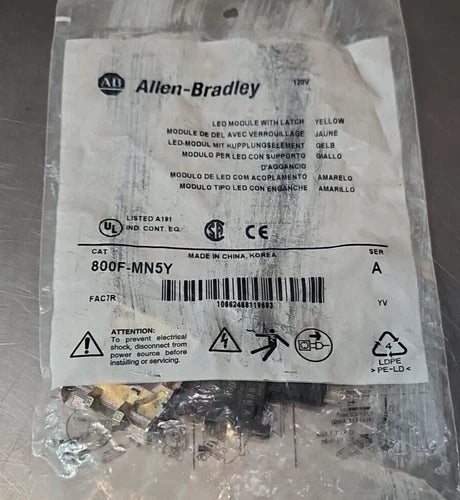 AB Allen-Bradley 120V
LED MODULE WITH LATCH YELLOW
MODULE DE DEL AVEC VERROUILLAGE JAUNE
LED-MODUL MIT KUPPLUNGSELEMENT GELB
MODULO PER LED CON SUPPORTO GIALLO
D'AGGANCIO
MODULO DE LED COM ACOPLAMENTO AMARELO
MODULO TIPO LED CON ENGANCHE AMARILLO
UL LISTED A191
IND. CONT. EQ.
CE
MADE IN CHINA, KOREA
CAT SER
800F-MN5Y A
FAC7R YV
10662468119693
ATTENTION:
To prevent electrical
shock, disconnect from
power source before
installing or servicing.
4
LDPE
> PE-LD <